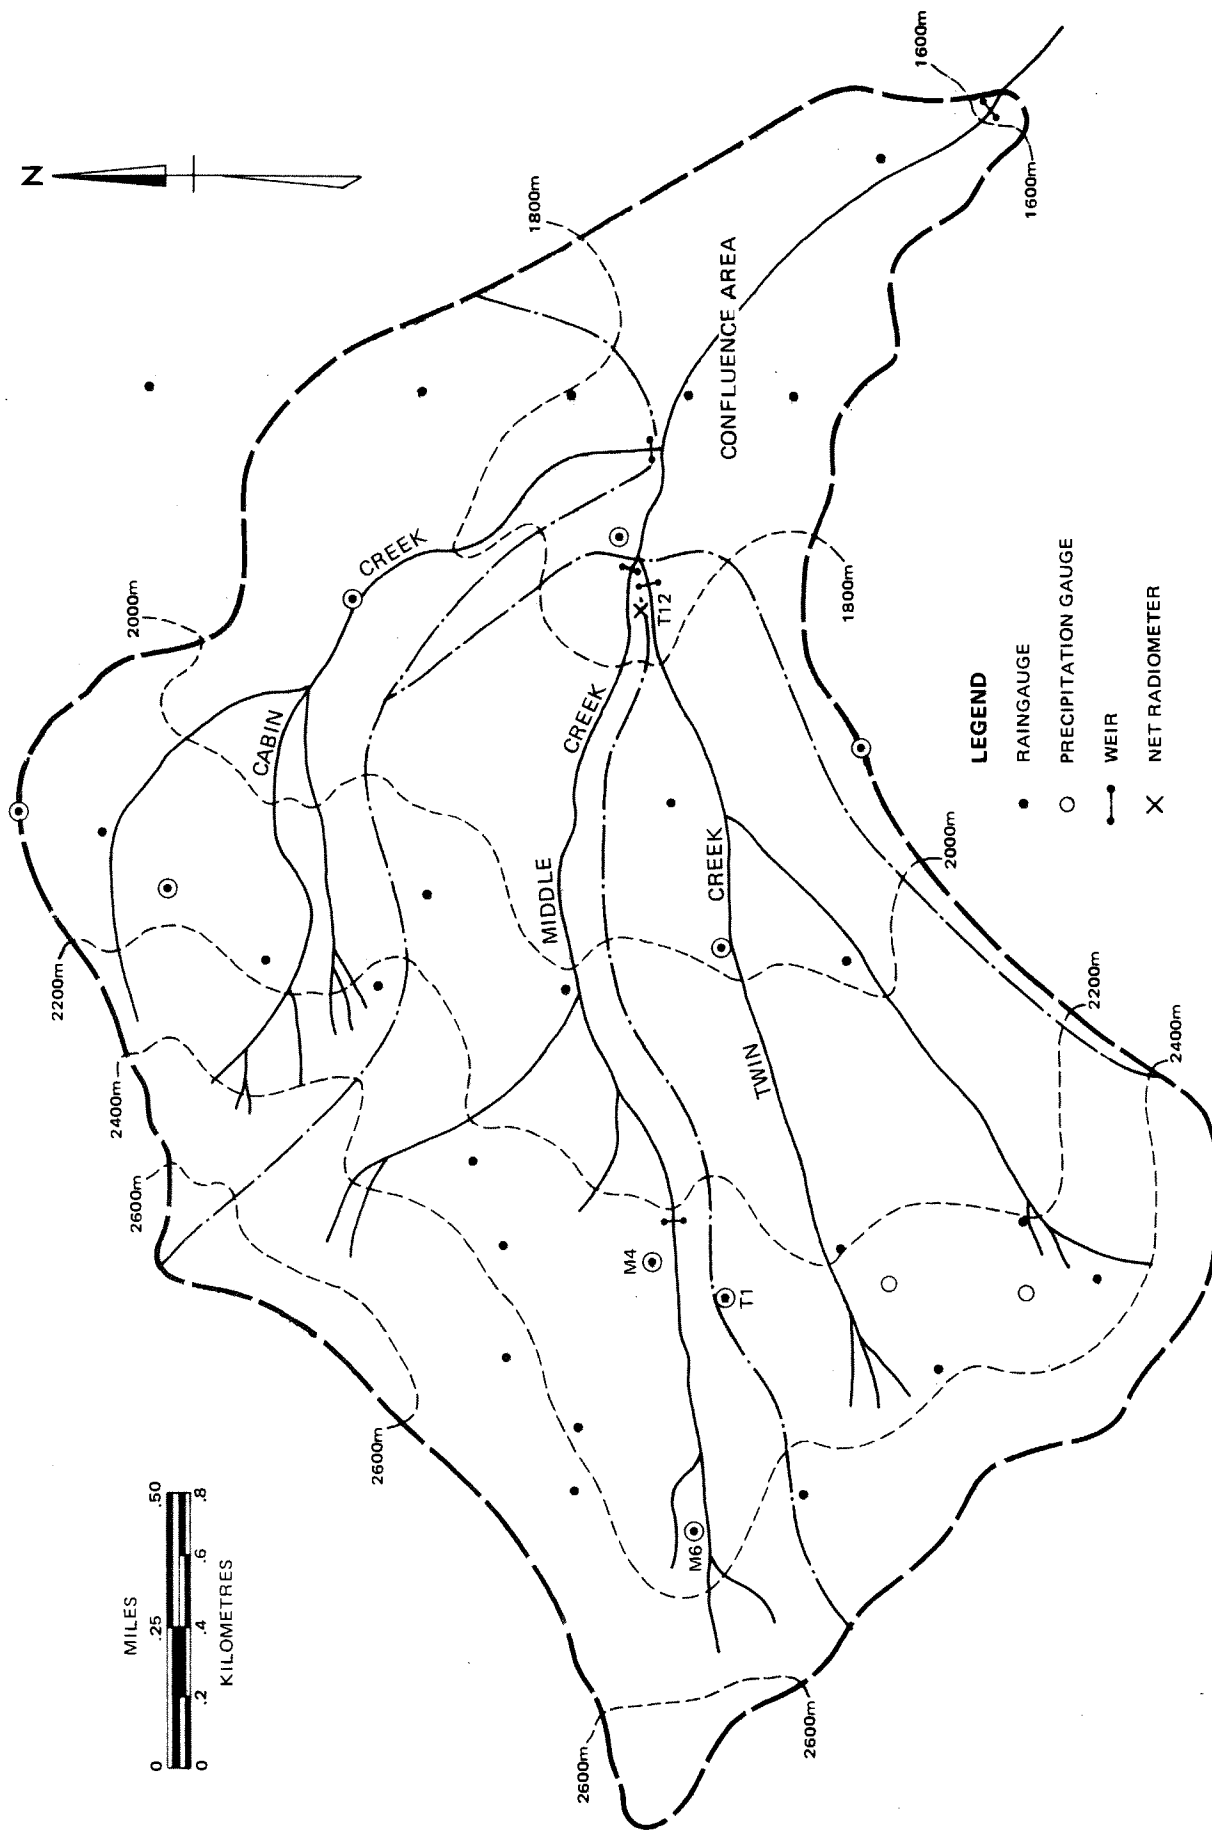 N
1600m
1600m
1800m
CONFLUENCE AREA
CREEK
2000m
1800m
T12
CABIN
CREEK
MIDDLE
CREEK
TWIN
2000m
2200m
2200m
2400m
2400m
2600m
M4
T1
2600m
M6
2600m
2600m
LEGEND
RAINGAUGE
PRECIPITATION GAUGE
WEIR
NET RADIOMETER
MILES
0 .25 .50
0 .2 .4 .6 .8
KILOMETRES